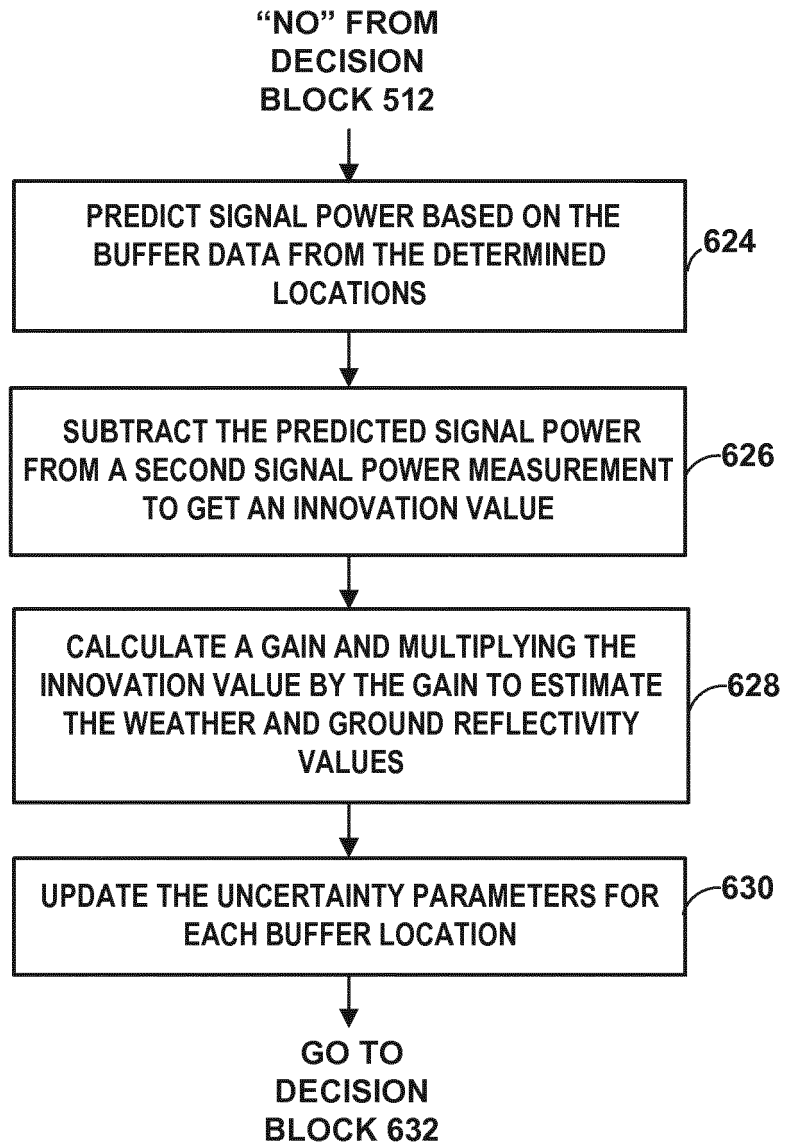 “NO” FROM
DECISION
BLOCK 512
PREDICT SIGNAL POWER BASED ON THE
BUFFER DATA FROM THE DETERMINED
LOCATIONS
624
SUBTRACT THE PREDICTED SIGNAL POWER
FROM A SECOND SIGNAL POWER MEASUREMENT
TO GET AN INNOVATION VALUE
626
CALCULATE A GAIN AND MULTIPLYING THE
INNOVATION VALUE BY THE GAIN TO ESTIMATE
THE WEATHER AND GROUND REFLECTIVITY
VALUES
628
UPDATE THE UNCERTAINTY PARAMETERS FOR
EACH BUFFER LOCATION
630
GO TO
DECISION
BLOCK 632